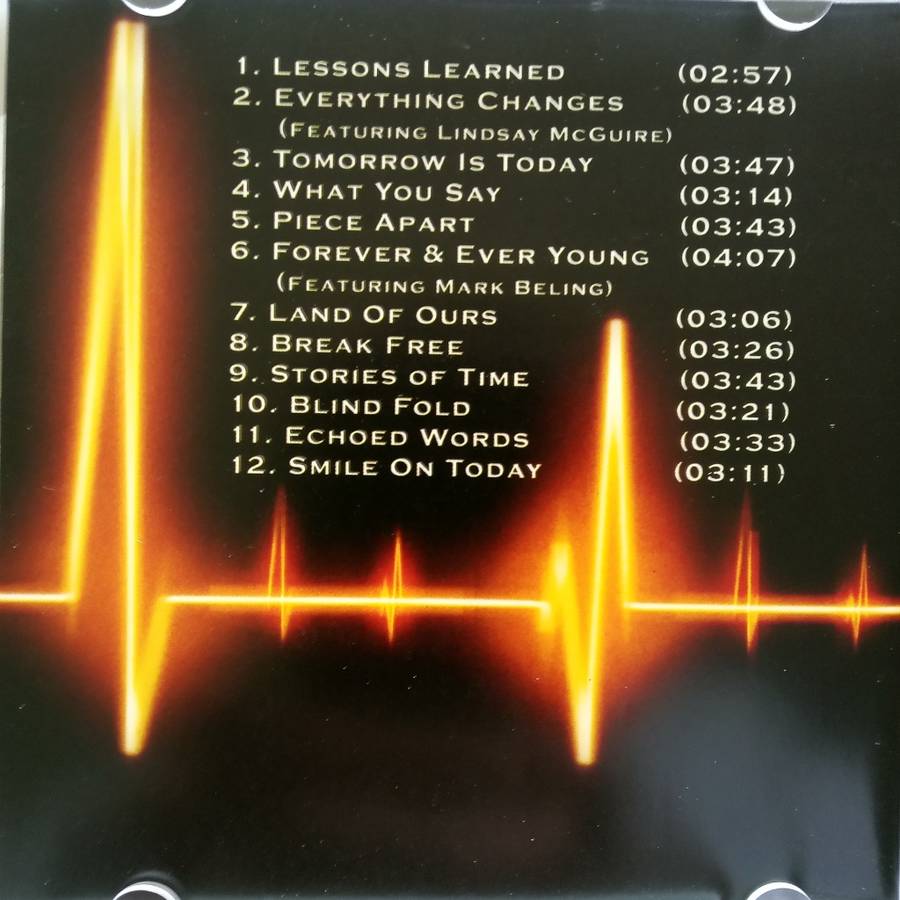 1. Lessons Learned (02:57)
2. Everything Changes (03:48)
(Featuring Lindsay McGuire)
3. Tomorrow Is Today (03:47)
4. What You Say (03:14)
5. Piece Apart (03:43)
6. Forever & Ever Young (04:07)
(Featuring Mark Beling)
7. Land Of Ours (03:06)
8. Break Free (03:26)
9. Stories of Time (03:43)
10. Blind Fold (03:21)
11. Echoed Words (03:33)
12. Smile On Today (03:11)